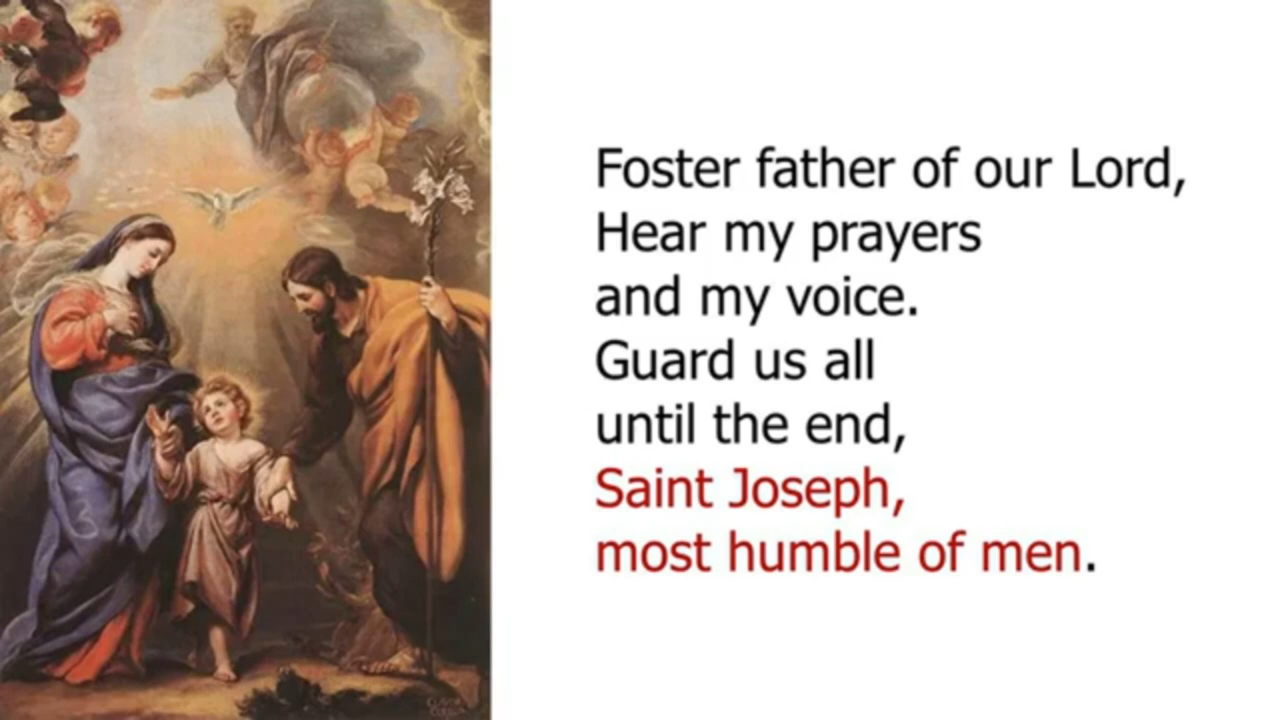 Foster father of our Lord,
Hear my prayers
and my voice.
Guard us all
until the end,
Saint Joseph,
most humble of men.